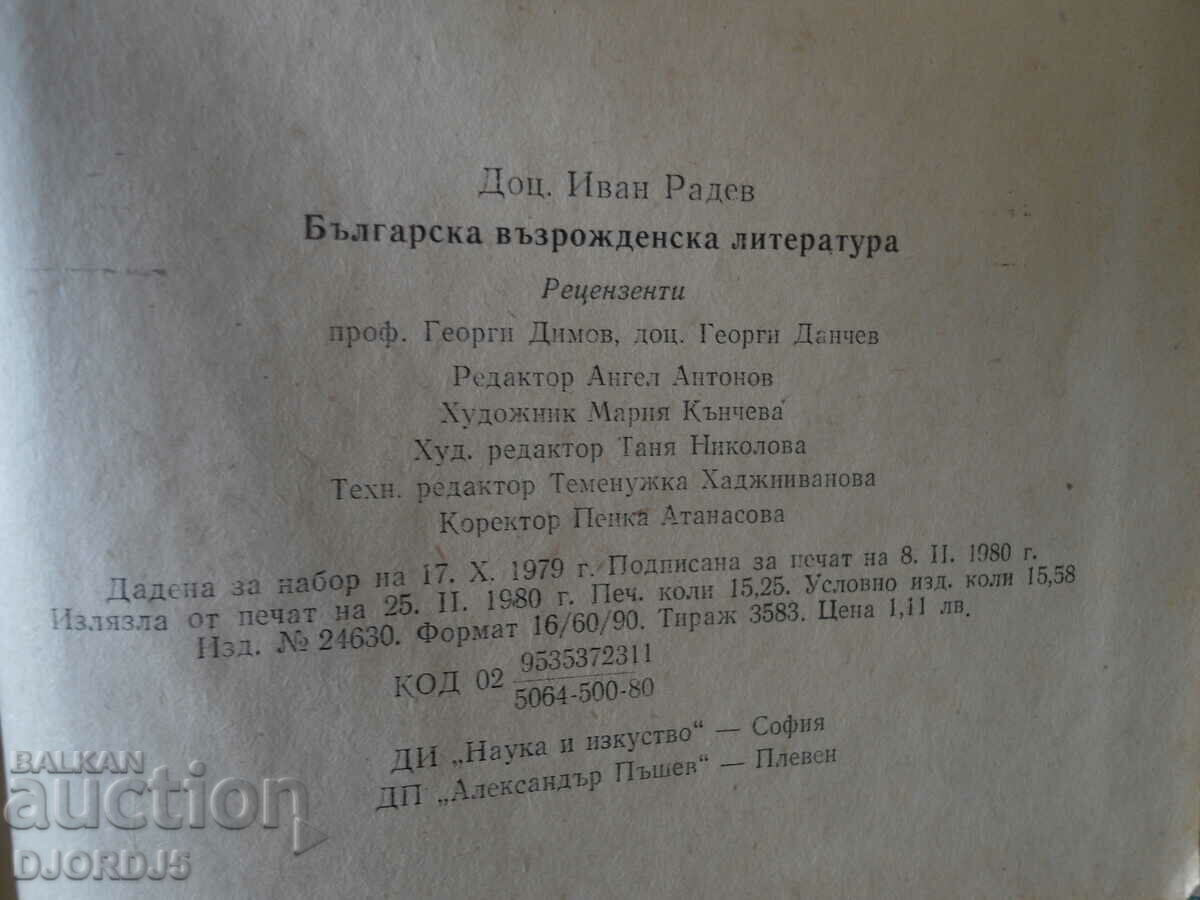 Доц. Иван Радев
Българска възрожденска литература
Рецензенти
проф. Георги Димов, доц. Георги Данчев
Редактор Ангел Антонов
Художник Мария Кънчева
Худ. редактор Таня Николова
Техн. редактор Теменужка Хаджииванова
Коректор Пенка Атанасова
Дадена за набор на 17. X. 1979 г. Подписана за печат на 8. II. 1980 г.
Излязла от печат на 25. II. 1980 г. Печ. коли 15,25. Условно изд. коли 15,58
Изд. № 24630. Формат 16/60/90. Тираж 3583. Цена 1,11 лв.
КОД 02 9535372311
5064-500-80
ДИ „Наука и изкуство“ — София
ДП „Александър Пъшев“ — Плевен
BALKAN
auction
DJORDJ5